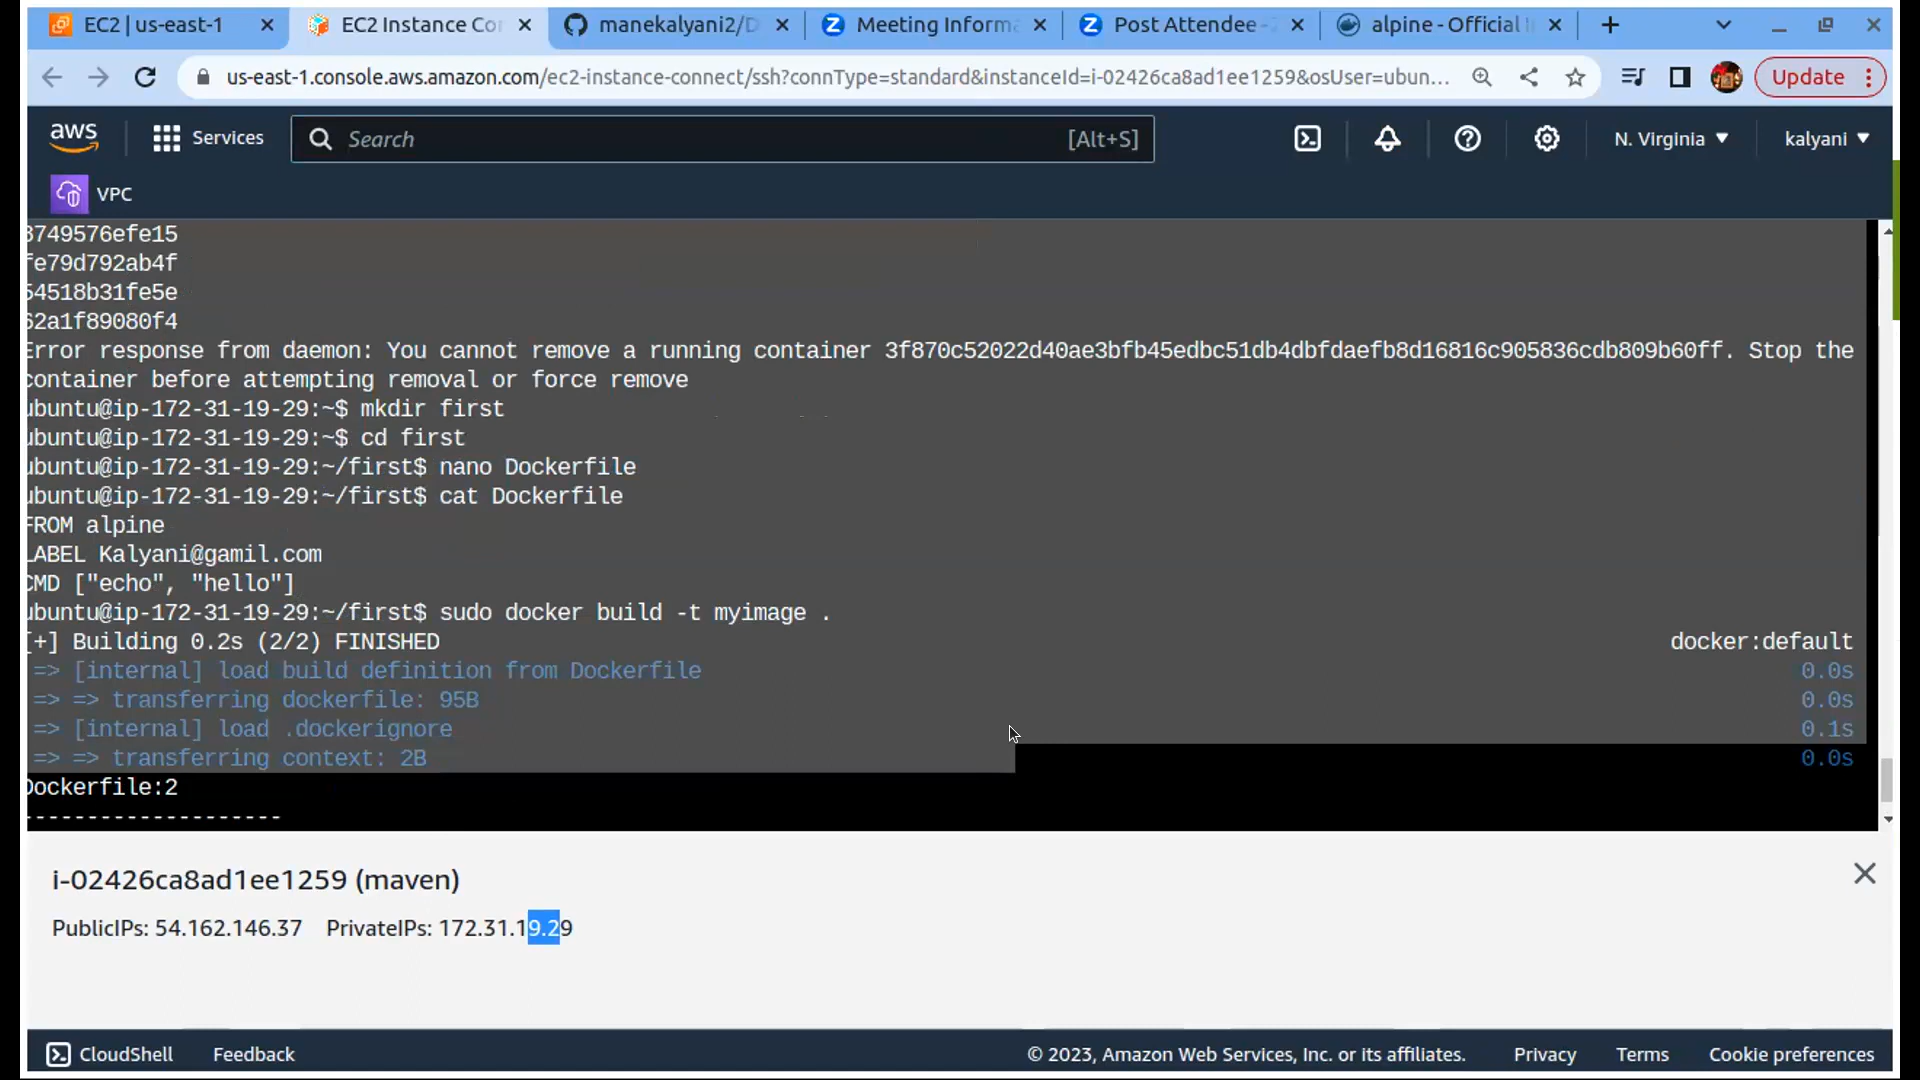 EC2 | us-east-1
EC2 Instance Co
manekalyani2/D
Meeting Inform
Post Attendee -
alpine - Official I
us-east-1.console.aws.amazon.com/ec2-instance-connect/ssh?connType=standard&instanceId=i-02426ca8ad1ee1259&osUser=ubun...
Update
aws
Services
Search
[Alt+S]
N. Virginia
kalyani
VPC
3749576efe15
fe79d792ab4f
54518b31fe5e
62a1f89080f4
Error response from daemon: You cannot remove a running container 3f870c52022d40ae3bfb45edbc51db4dbfdaefb8d16816c905836cdb809b60ff. Stop the
container before attempting removal or force remove
ubuntu@ip-172-31-19-29:~$ mkdir first
ubuntu@ip-172-31-19-29:~$ cd first
ubuntu@ip-172-31-19-29:~/first$ nano Dockerfile
ubuntu@ip-172-31-19-29:~/first$ cat Dockerfile
FROM alpine
LABEL Kalyani@gamil.com
CMD ["echo", "hello"]
ubuntu@ip-172-31-19-29:~/first$ sudo docker build -t myimage .
[+] Building 0.2s (2/2) FINISHED docker:default
=> [internal] load build definition from Dockerfile 0.0s
=> => transferring dockerfile: 95B 0.0s
=> [internal] load .dockerignore 0.1s
=> => transferring context: 2B 0.0s
Dockerfile:2
--------------------
i-02426ca8ad1ee1259 (maven)
PublicIPs: 54.162.146.37 PrivateIPs: 172.31.19.29
CloudShell
Feedback
© 2023, Amazon Web Services, Inc. or its affiliates.
Privacy
Terms
Cookie preferences